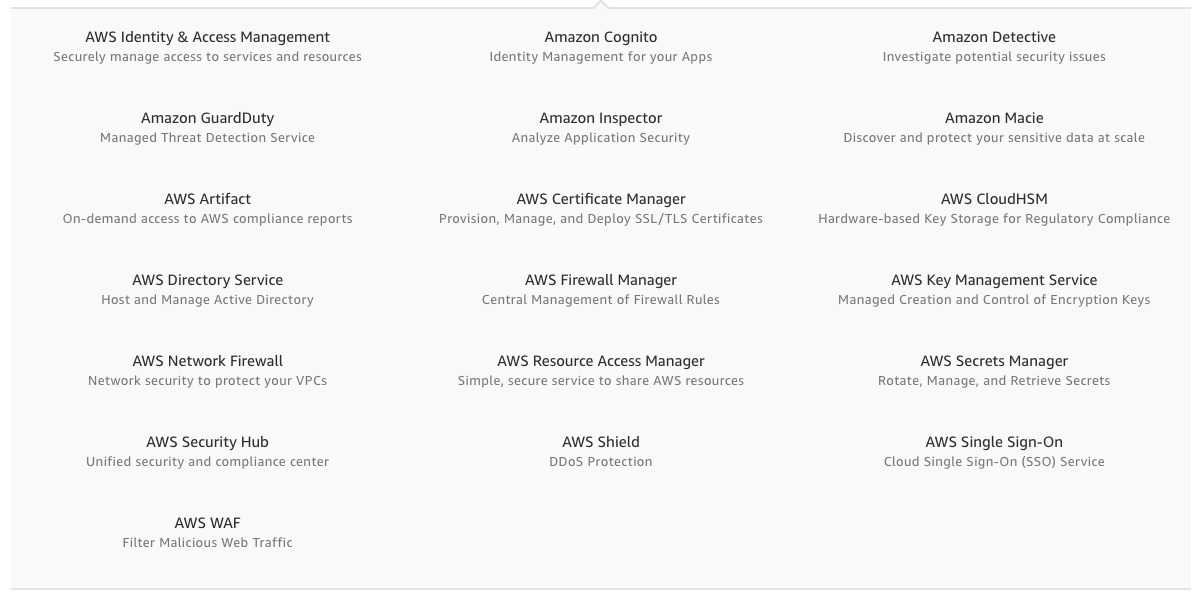 AWS Identity & Access Management
Securely manage access to services and resources
Amazon Cognito
Identity Management for your Apps
Amazon Detective
Investigate potential security issues
Amazon GuardDuty
Managed Threat Detection Service
Amazon Inspector
Analyze Application Security
Amazon Macie
Discover and protect your sensitive data at scale
AWS Artifact
On-demand access to AWS compliance reports
AWS Certificate Manager
Provision, Manage, and Deploy SSL/TLS Certificates
AWS CloudHSM
Hardware-based Key Storage for Regulatory Compliance
AWS Directory Service
Host and Manage Active Directory
AWS Firewall Manager
Central Management of Firewall Rules
AWS Key Management Service
Managed Creation and Control of Encryption Keys
AWS Network Firewall
Network security to protect your VPCs
AWS Resource Access Manager
Simple, secure service to share AWS resources
AWS Secrets Manager
Rotate, Manage, and Retrieve Secrets
AWS Security Hub
Unified security and compliance center
AWS Shield
DDoS Protection
AWS Single Sign-On
Cloud Single Sign-On (SSO) Service
AWS WAF
Filter Malicious Web Traffic